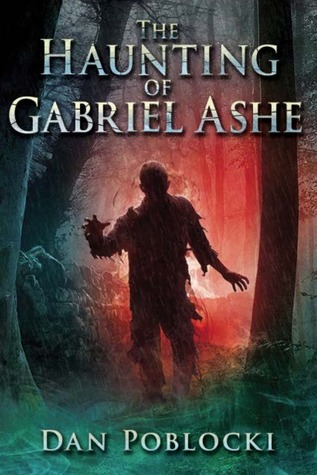 THE
HAUNTING
OF
GABRIEL ASHE
DAN POBLOCKI